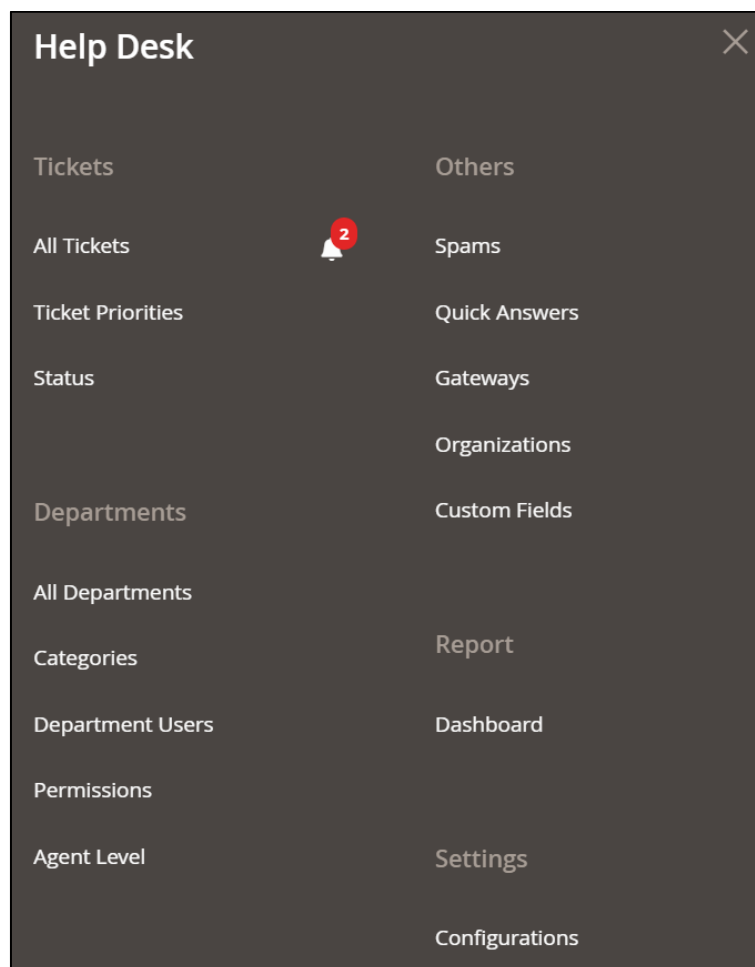 Help Desk
Tickets
All Tickets
2
Ticket Priorities
Status
Departments
All Departments
Categories
Department Users
Permissions
Agent Level
Others
Spams
Quick Answers
Gateways
Organizations
Custom Fields
Report
Dashboard
Settings
Configurations